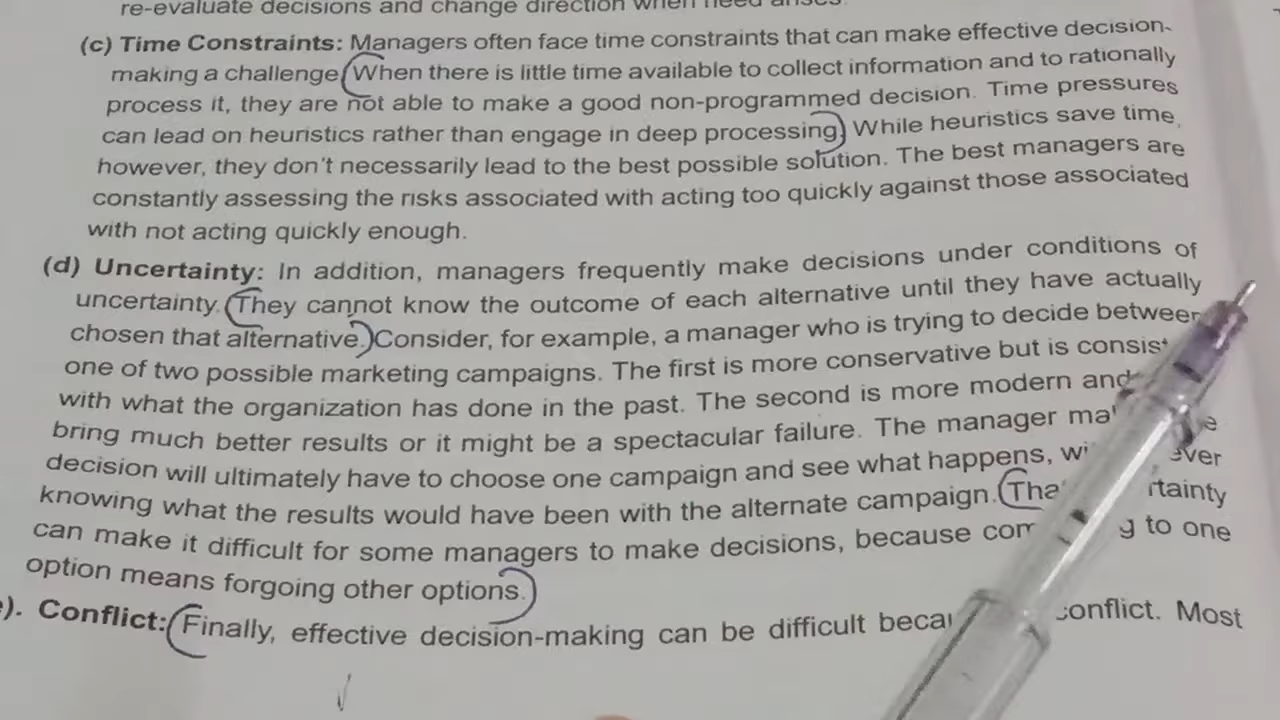 re-evaluate decisions and change direction when need arises.
(c) Time Constraints: Managers often face time constraints that can make effective decision-
making a challenge. When there is little time available to collect information and to rationally
process it, they are not able to make a good non-programmed decision. Time pressures
can lead on heuristics rather than engage in deep processing. While heuristics save time,
however, they don't necessarily lead to the best possible solution. The best managers are
constantly assessing the risks associated with acting too quickly against those associated
with not acting quickly enough.
(d) Uncertainty: In addition, managers frequently make decisions under conditions of
uncertainty. They cannot know the outcome of each alternative until they have actually
chosen that alternative. Consider, for example, a manager who is trying to decide between
one of two possible marketing campaigns. The first is more conservative but is
with what the organization has done in the past. The second is more modern and
bring much better results or it might be a spectacular failure. The manager
decision will ultimately have to choose one campaign and see what happens,
knowing what the results would have been with the alternate campaign.
can make it difficult for some managers to make decisions, because to one
option means forgoing other options.
). Conflict: Finally, effective decision-making can be difficult conflict. Most